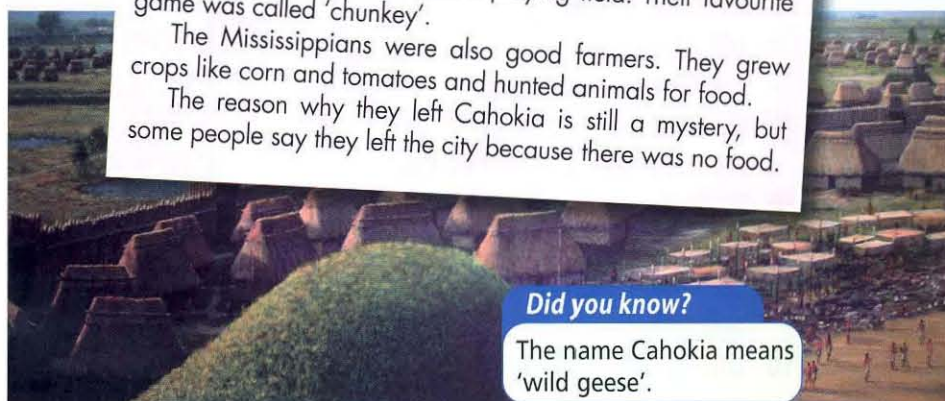 game was called 'chunkey'.
The Mississippians were also good farmers. They grew
crops like corn and tomatoes and hunted animals for food.
The reason why they left Cahokia is still a mystery, but
some people say they left the city because there was no food.
Did you know?
The name Cahokia means
'wild geese'.